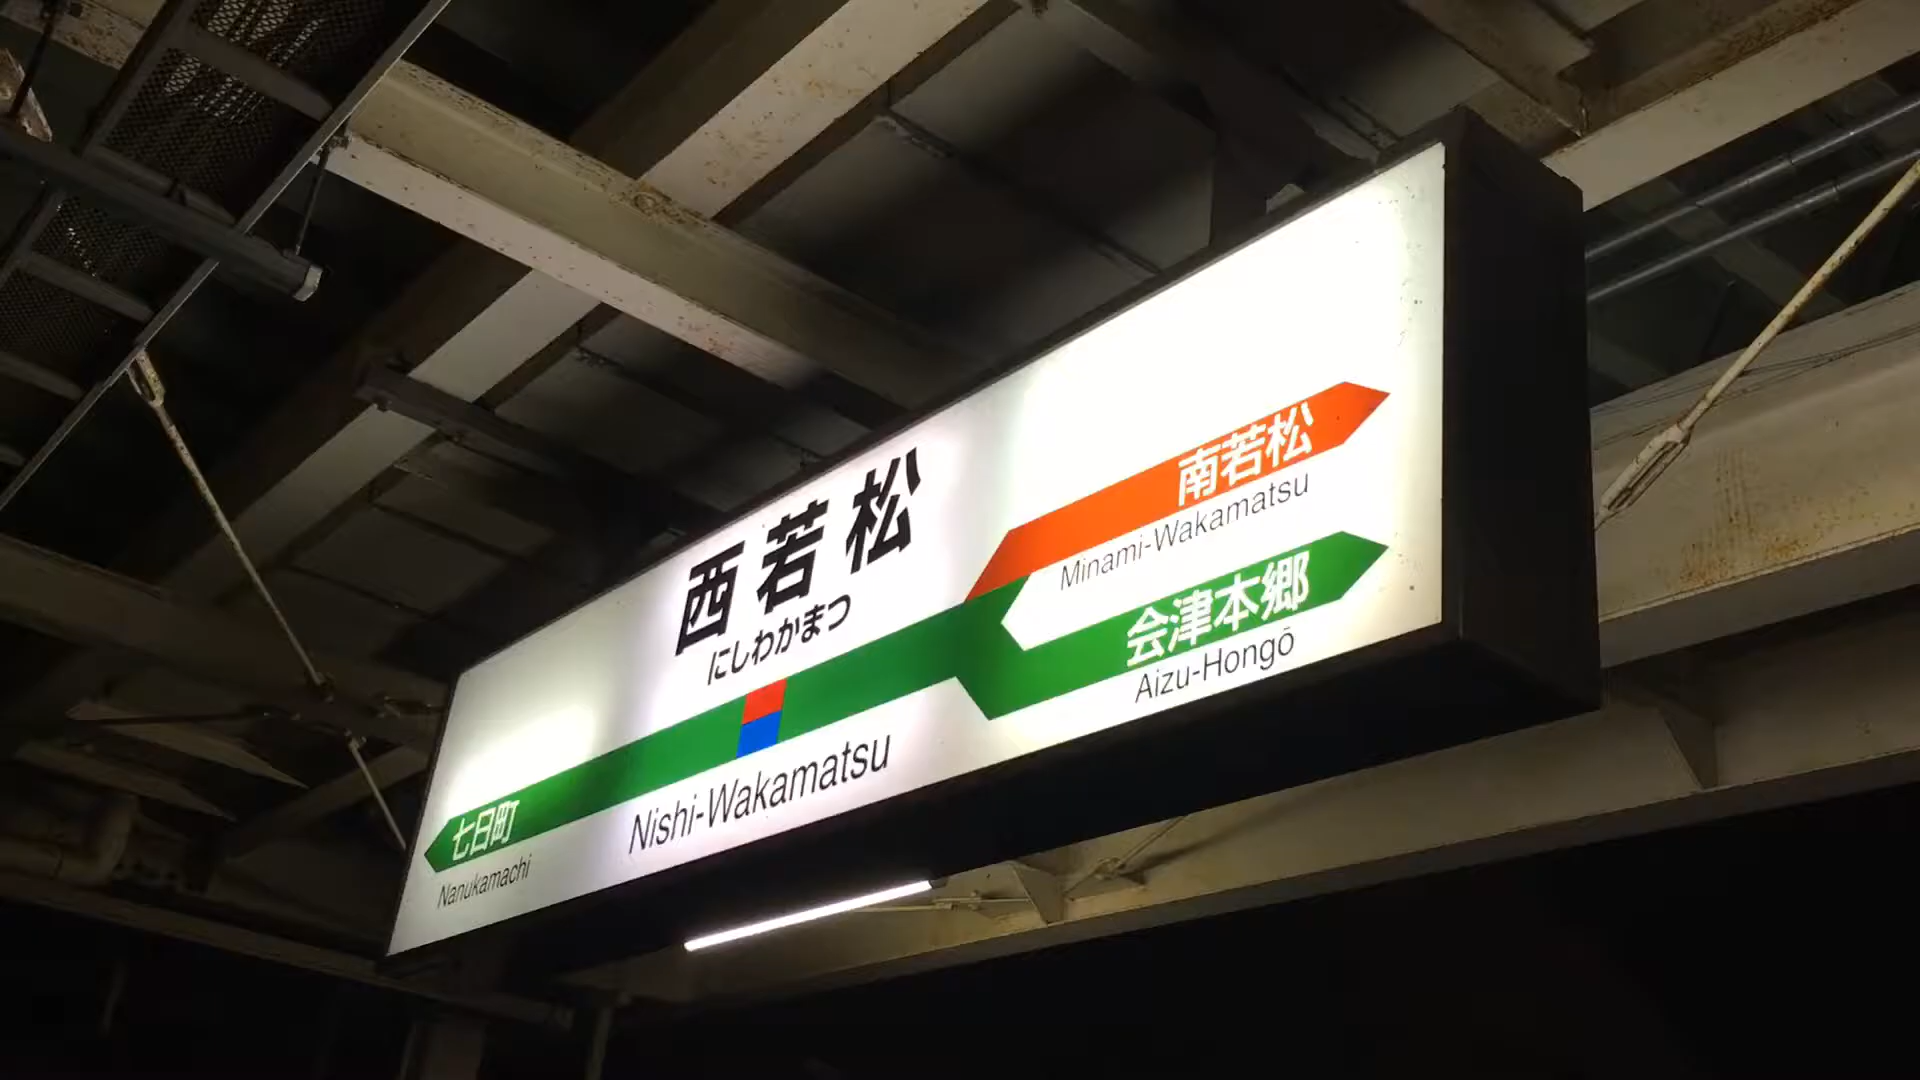 西若松
にしわかまつ
Nishi-Wakamatsu
七日町
Nanukamachi
南若松
Minami-Wakamatsu
会津本郷
Aizu-Hongō